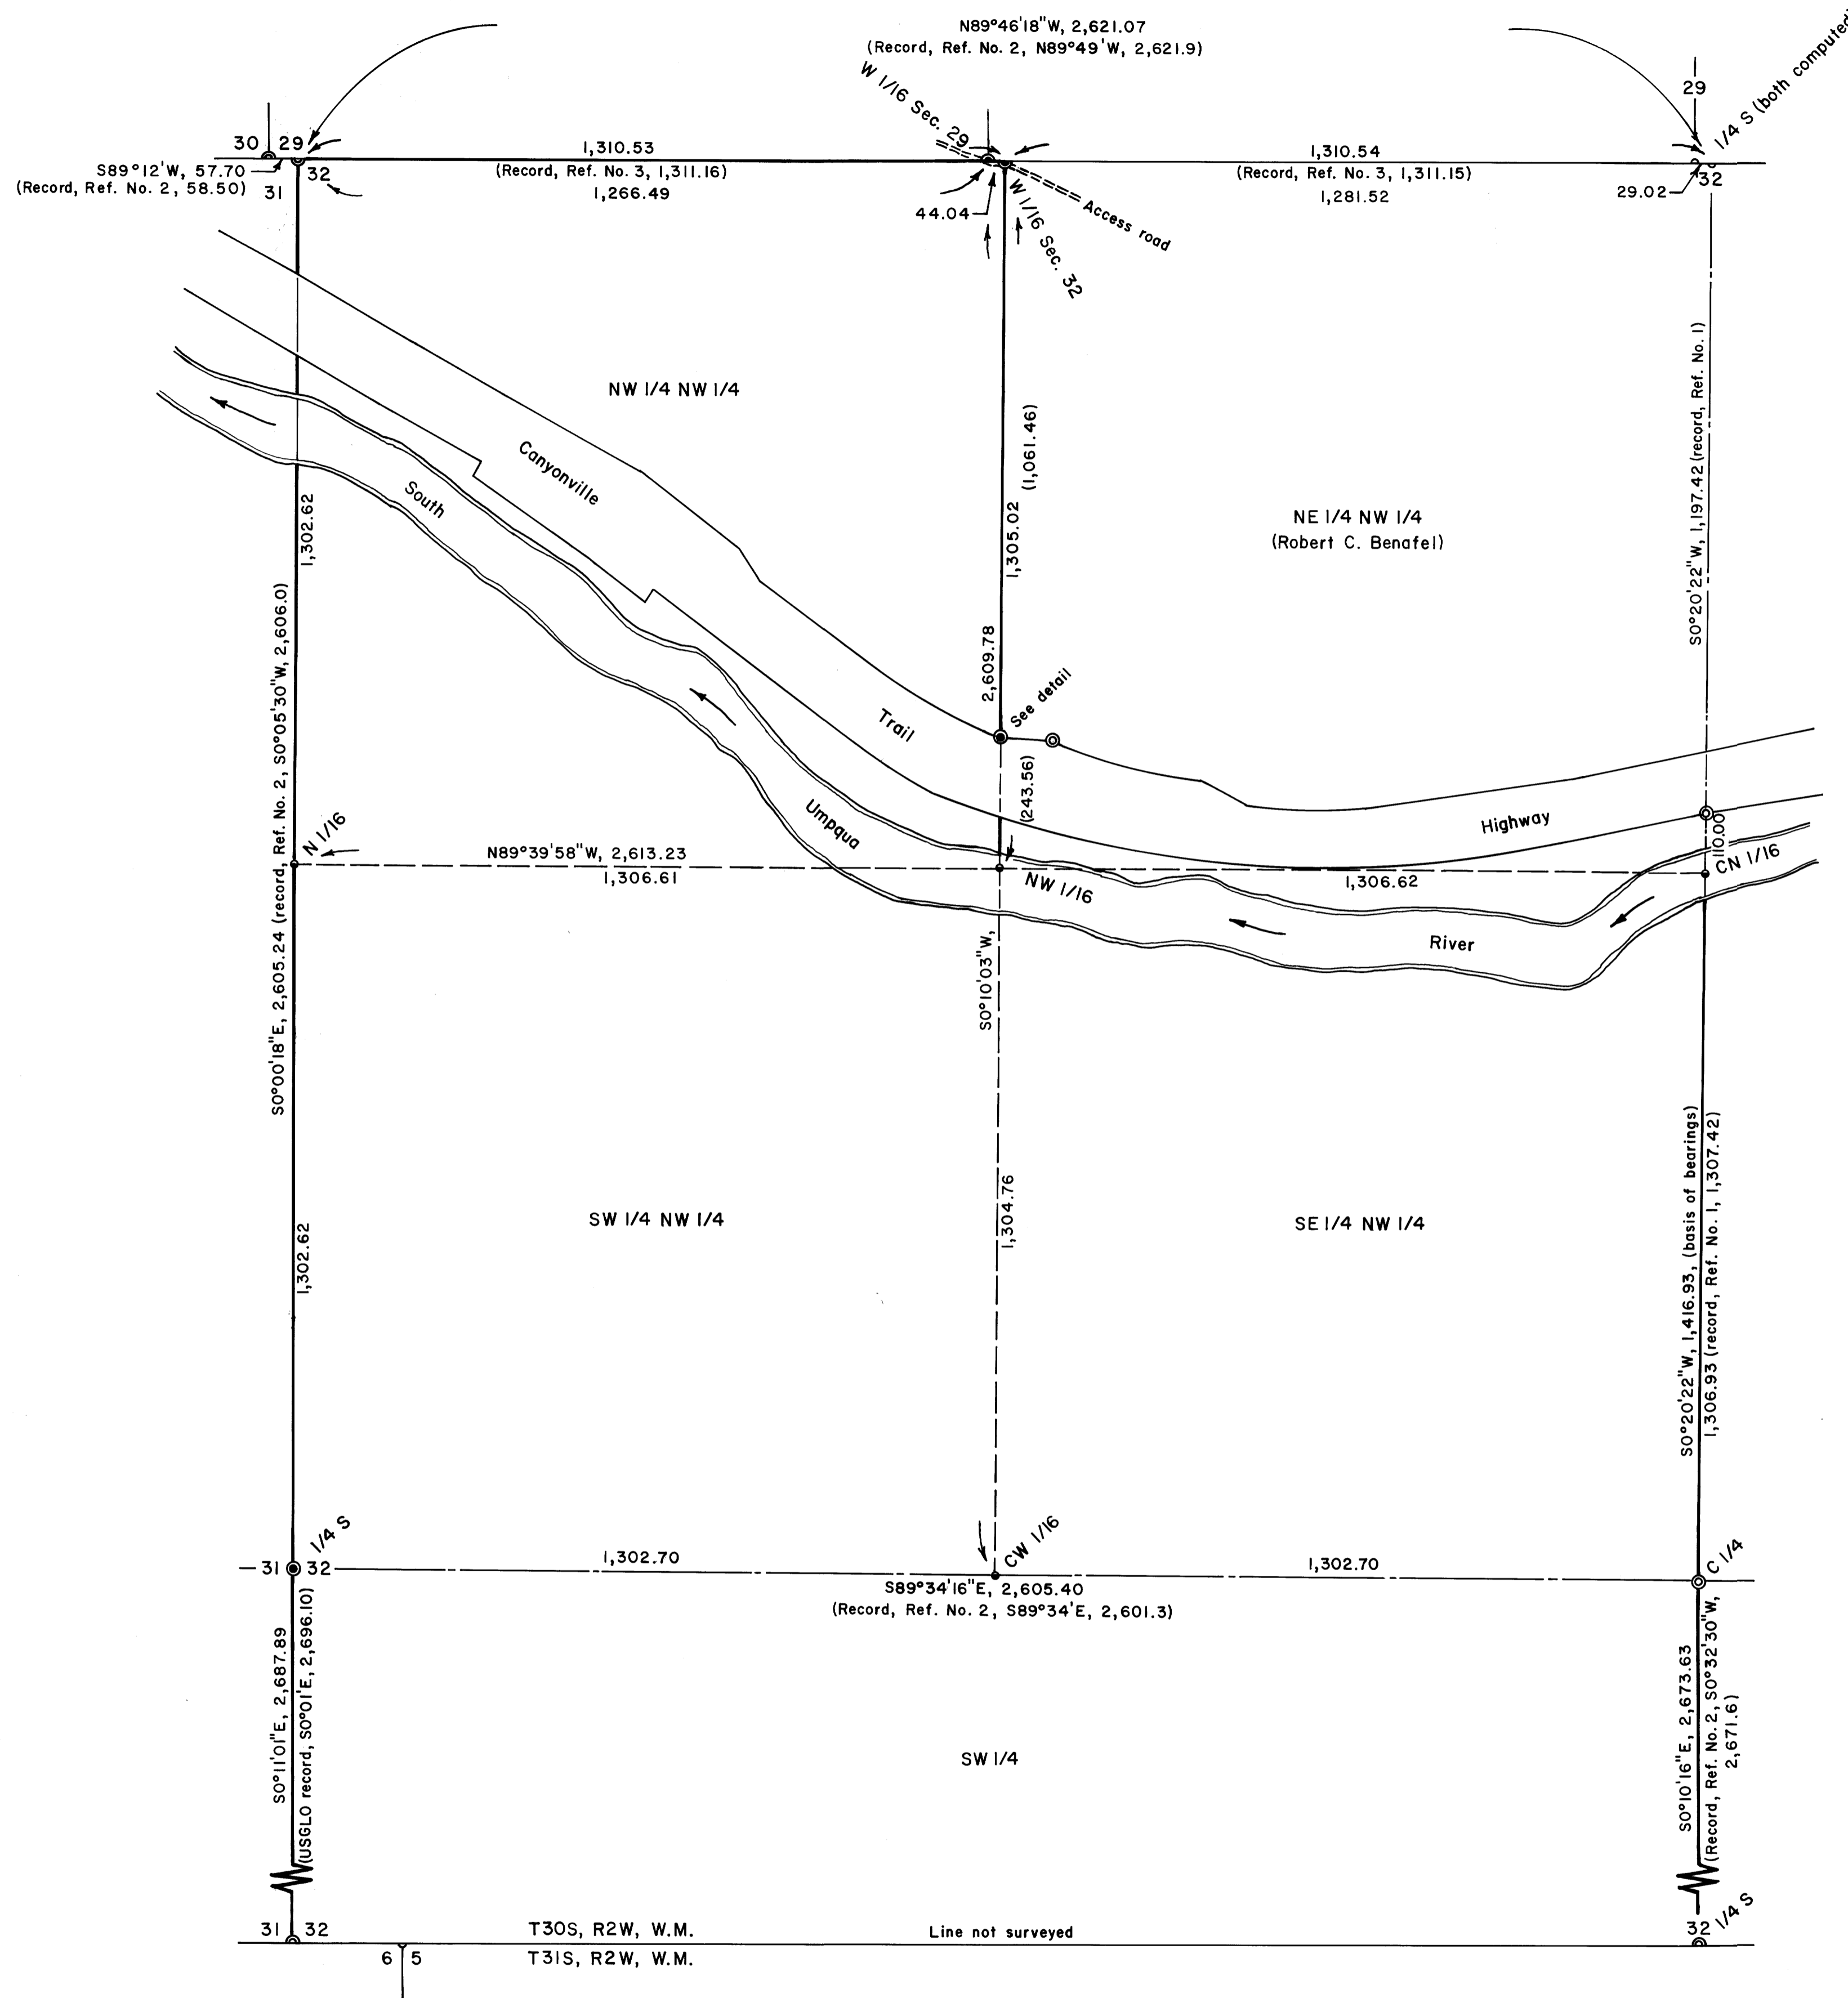 N89°46'18"W, 2,621.07
(Record, Ref. No. 2, N89°49'W, 2,621.9)
W 1/16 Sec. 29
29
1/4 S (both computed)
30 29
S89°12'W, 57.70
(Record, Ref. No. 2, 58.50)
31
32
1,310.53
(Record, Ref. No. 3, 1,311.16)
1,266.49
44.04
W 1/16 Sec. 32
Access road
1,310.54
(Record, Ref. No. 3, 1,311.15)
1,281.52
29.02
32
NW 1/4 NW 1/4
Canyonville
South
1,302.62
(1,061.46)
1,305.02
2,609.78
See detail
NE 1/4 NW 1/4
(Robert C. Benafel)
S0°20'22"W, 1,197.42 (record, Ref. No. 1)
Trail
(243.56)
Umpqua
Highway
110.00
CN 1/16
N 1/16
N89°39'58"W, 2,613.23
1,306.61
NW 1/16
1,306.62
River
S0°00'18"E, 2,605.24 (record, Ref. No. 2, S0°05'30"W, 2,606.0)
S0°10'03"W,
1,304.76
SW 1/4 NW 1/4
SE 1/4 NW 1/4
1,302.62
S0°20'22"W, 1,416.93, (basis of bearings)
1,306.93 (record, Ref. No. 1, 1,307.42)
1/4 S
31
32
1,302.70
CW 1/16
1,302.70
C 1/4
S89°34'16"E, 2,605.40
(Record, Ref. No. 2, S89°34'E, 2,601.3)
S0°11'01"E, 2,687.89
(USGLO record, S0°01'E, 2,696.10)
SW 1/4
S0°10'16"E, 2,673.63
(Record, Ref. No. 2, S0°32'30"W,
2,671.6)
31 32
T30S, R2W, W.M.
Line not surveyed
32
1/4 S
6 5
T31S, R2W, W.M.